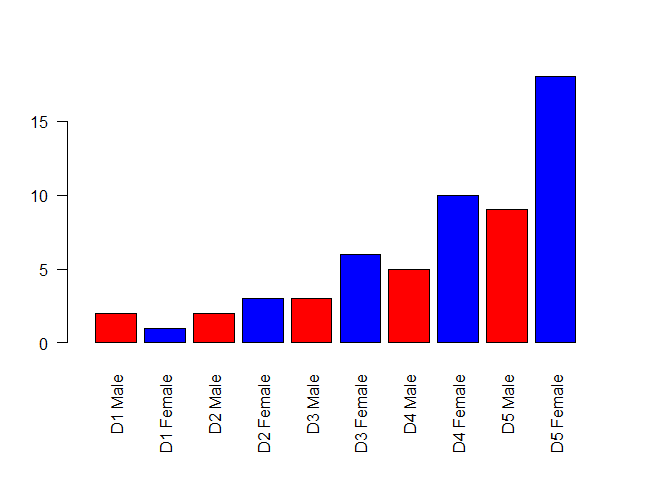 15
10
5
0
D1 Male
D1 Female
D2 Male
D2 Female
D3 Male
D3 Female
D4 Male
D4 Female
D5 Male
D5 Female